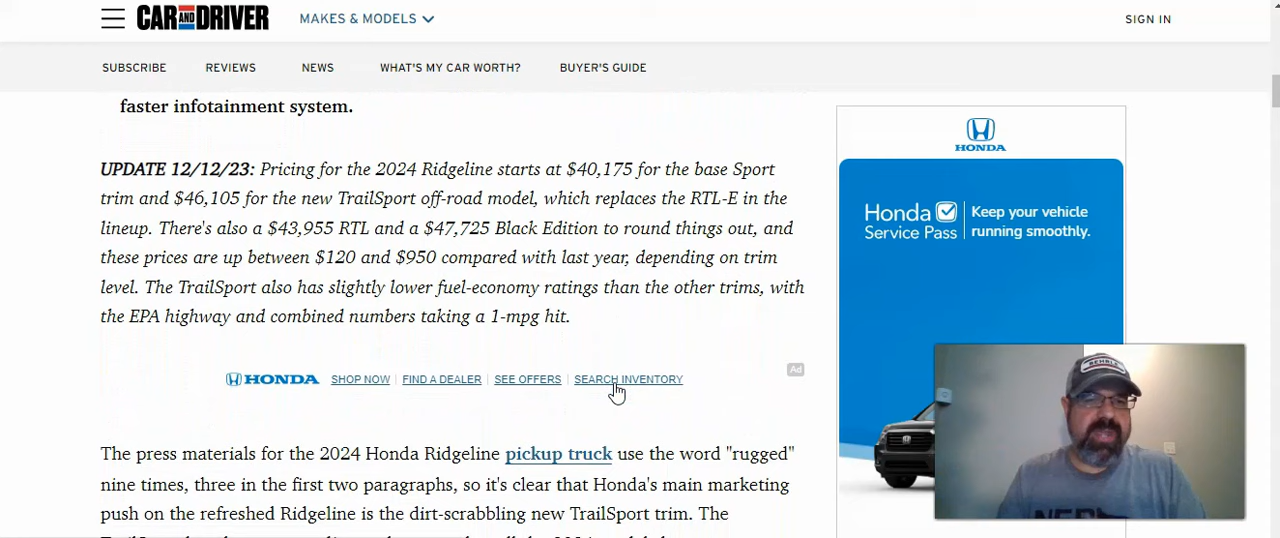 CAR AND DRIVER
MAKES & MODELS
SIGN IN
SUBSCRIBE
REVIEWS
NEWS
WHAT'S MY CAR WORTH?
BUYER'S GUIDE
faster infotainment system.
UPDATE 12/12/23: Pricing for the 2024 Ridgeline starts at $40,175 for the base Sport
trim and $46,105 for the new TrailSport off-road model, which replaces the RTL-E in the
lineup. There's also a $43,955 RTL and a $47,725 Black Edition to round things out, and
these prices are up between $120 and $950 compared with last year, depending on trim
level. The TrailSport also has slightly lower fuel-economy ratings than the other trims, with
the EPA highway and combined numbers taking a 1-mpg hit.
Ad
HONDA SHOP NOW FIND A DEALER SEE OFFERS SEARCH INVENTORY
The press materials for the 2024 Honda Ridgeline pickup truck use the word "rugged"
nine times, three in the first two paragraphs, so it's clear that Honda's main marketing
push on the refreshed Ridgeline is the dirt-scrabbling new TrailSport trim. The
HONDA
Honda
Service Pass
Keep your vehicle
running smoothly.